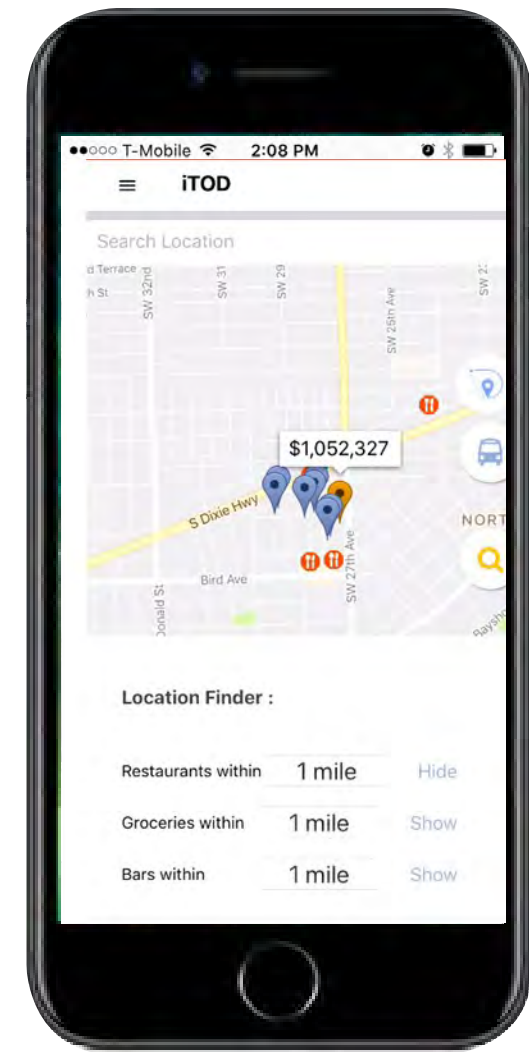 T-Mobile 2:08 PM
iTOD
Search Location
d Terrace
h St
SW 32nd
SW 31
SW 29
SW 25th Ave
SW 2
$1,052,327
S Dixie Hwy
NORT
Bird Ave
SW 27th Ave
Donald St
Baysho
Location Finder :
Restaurants within 1 mile Hide
Groceries within 1 mile Show
Bars within 1 mile Show